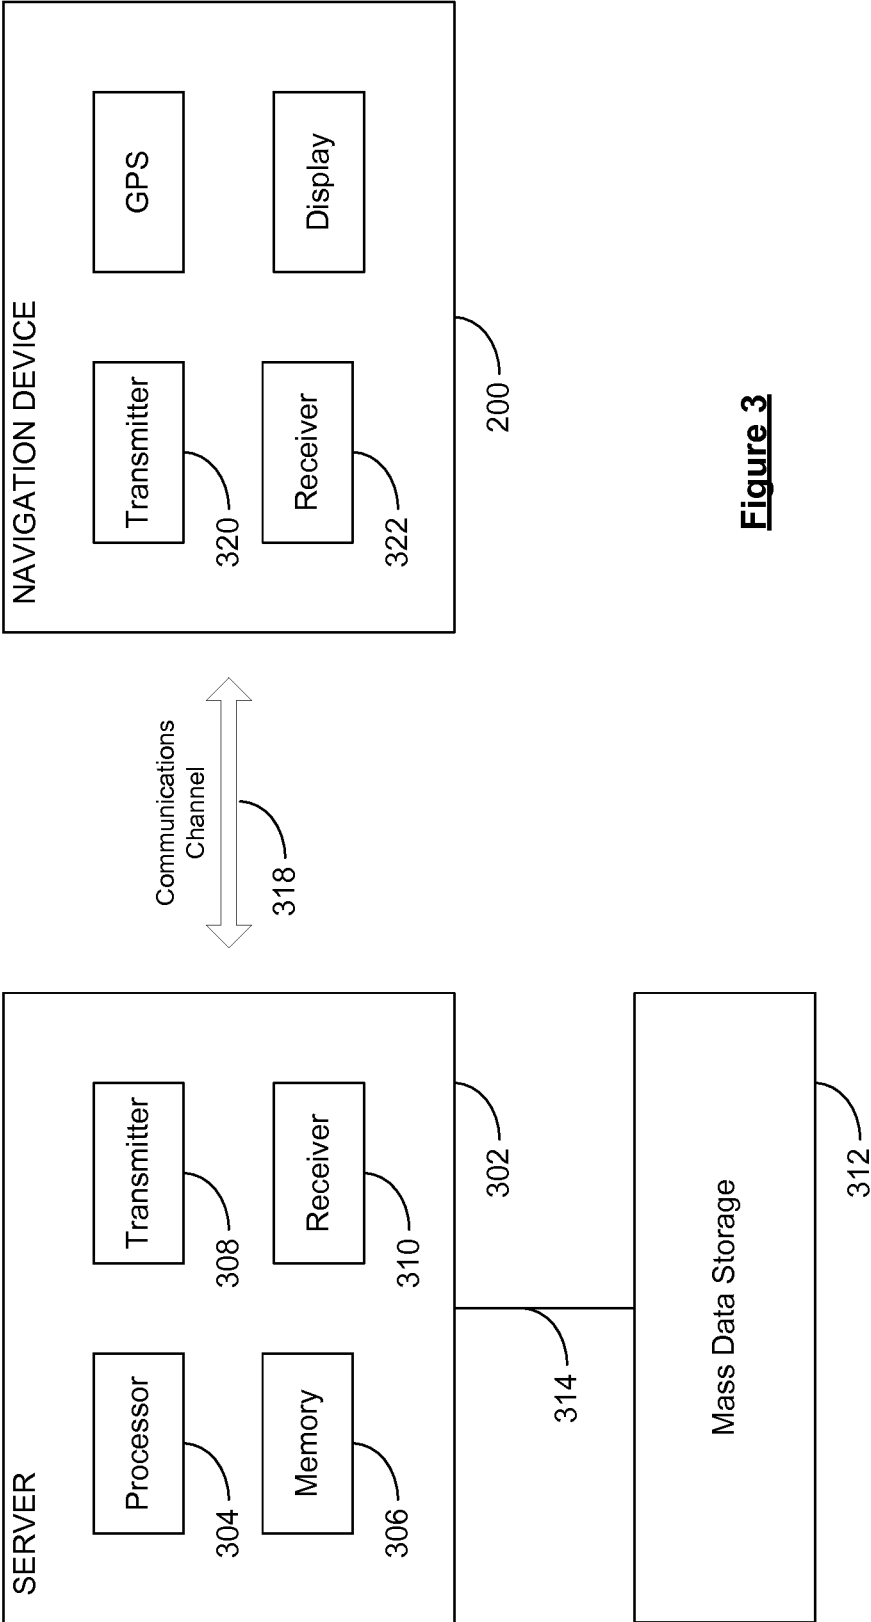 SERVER
Processor
304
Memory
306
Transmitter
308
Receiver
310
302
314
Mass Data Storage
312
Communications
Channel
318
NAVIGATION DEVICE
Transmitter
320
Receiver
322
GPS
Display
200
Figure 3